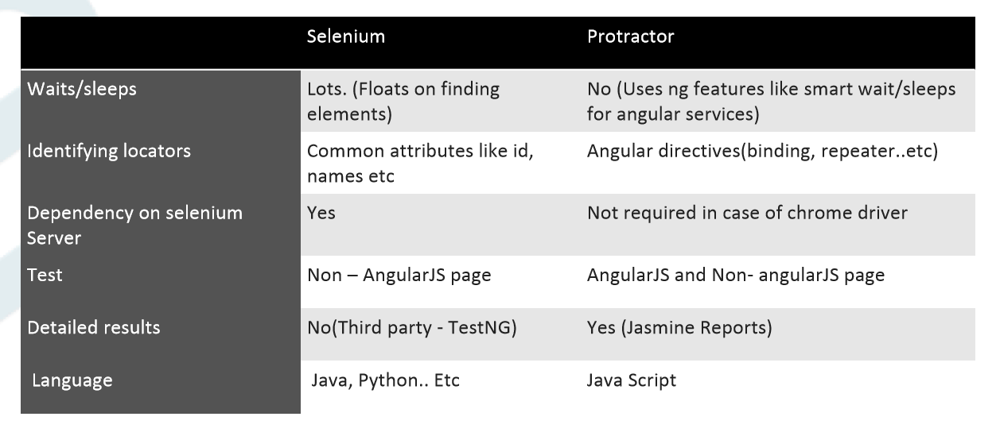 Selenium Protractor
Waits/sleeps Lots. (Floats on finding No (Uses ng features like smart wait/sleeps
elements) for angular services)
Identifying locators Common attributes like id, Angular directives(binding, repeater..etc)
names etc
Dependency on selenium Yes Not required in case of chrome driver
Server
Test Non – AngularJS page AngularJS and Non- angularJS page
Detailed results No(Third party - TestNG) Yes (Jasmine Reports)
Language Java, Python.. Etc Java Script